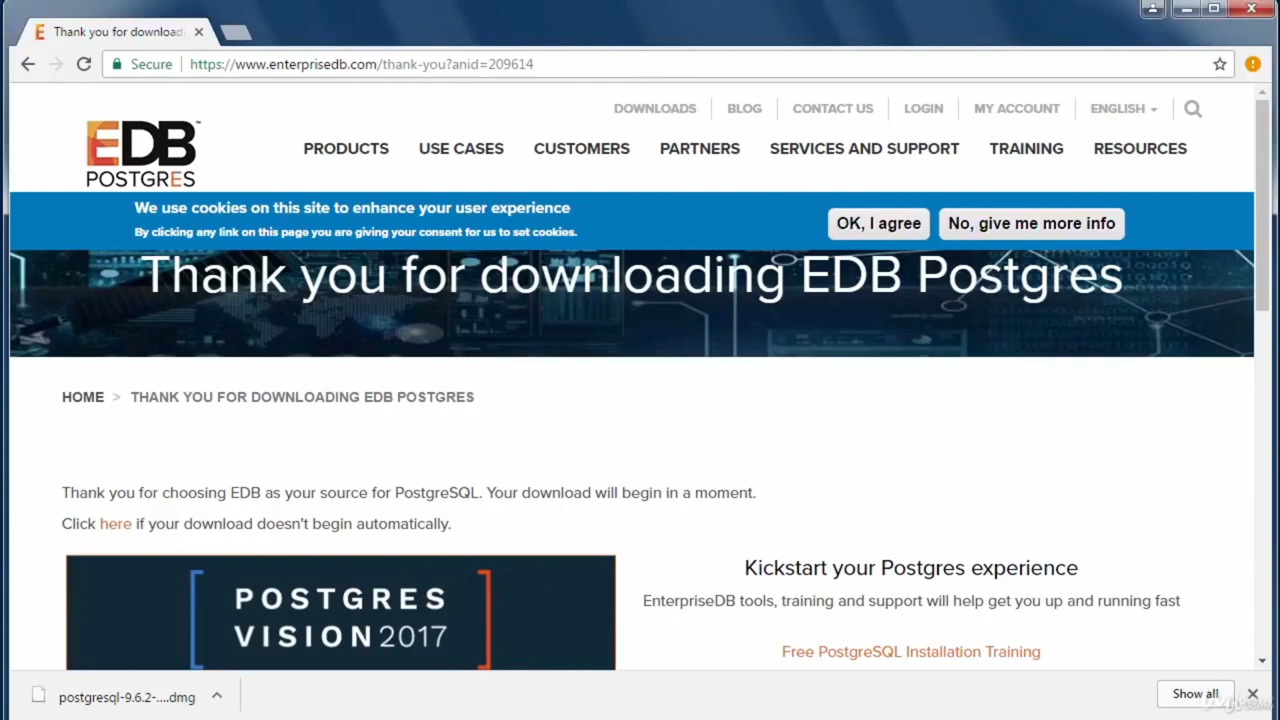 Thank you for download
Secure
https://www.enterprisedb.com/thank-you?anid=209614
DOWNLOADS
BLOG
CONTACT US
LOGIN
MY ACCOUNT
ENGLISH
EDB
POSTGRES
PRODUCTS
USE CASES
CUSTOMERS
PARTNERS
SERVICES AND SUPPORT
TRAINING
RESOURCES
We use cookies on this site to enhance your user experience
By clicking any link on this page you are giving your consent for us to set cookies.
OK, I agree
No, give me more info
Thank you for downloading EDB Postgres
HOME > THANK YOU FOR DOWNLOADING EDB POSTGRES
Thank you for choosing EDB as your source for PostgreSQL. Your download will begin in a moment.
Click here if your download doesn't begin automatically.
POSTGRES
VISION 2017
Kickstart your Postgres experience
EnterpriseDB tools, training and support will help get you up and running fast
Free PostgreSQL Installation Training
postgresql-9.6.2-....dmg
Show all